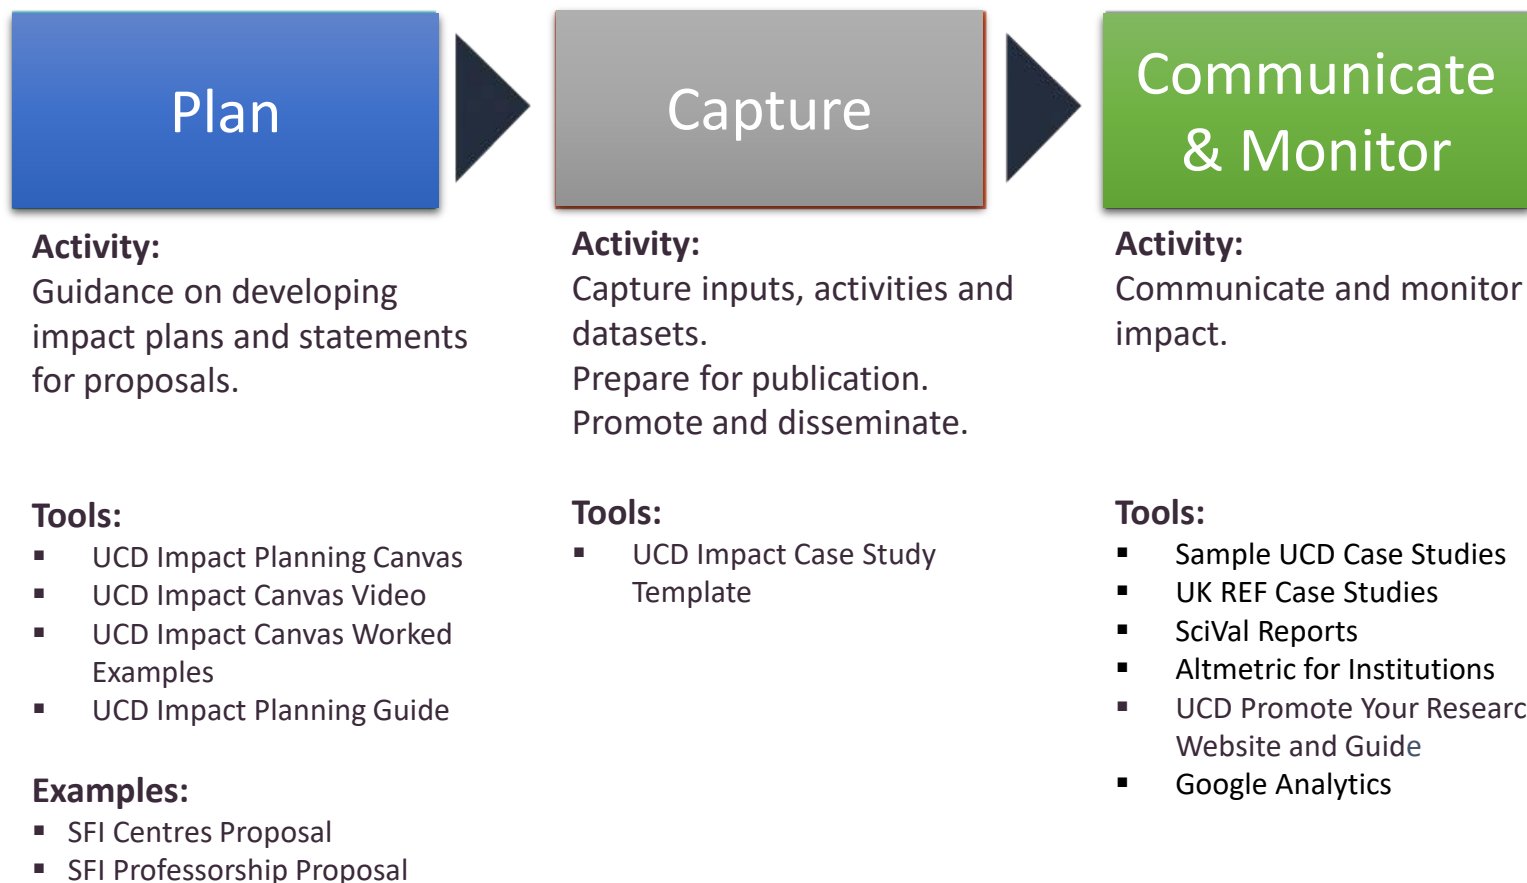 Plan
Activity:
Guidance on developing
impact plans and statements
for proposals.
Tools:
▪ UCD Impact Planning Canvas
▪ UCD Impact Canvas Video
▪ UCD Impact Canvas Worked
Examples
▪ UCD Impact Planning Guide
Examples:
▪ SFI Centres Proposal
▪ SFI Professorship Proposal
Capture
Activity:
Capture inputs, activities and
datasets.
Prepare for publication.
Promote and disseminate.
Tools:
▪ UCD Impact Case Study
Template
Communicate
& Monitor
Activity:
Communicate and monitor
impact.
Tools:
▪ Sample UCD Case Studies
▪ UK REF Case Studies
▪ SciVal Reports
▪ Altmetric for Institutions
▪ UCD Promote Your Researc
Website and Guide
▪ Google Analytics